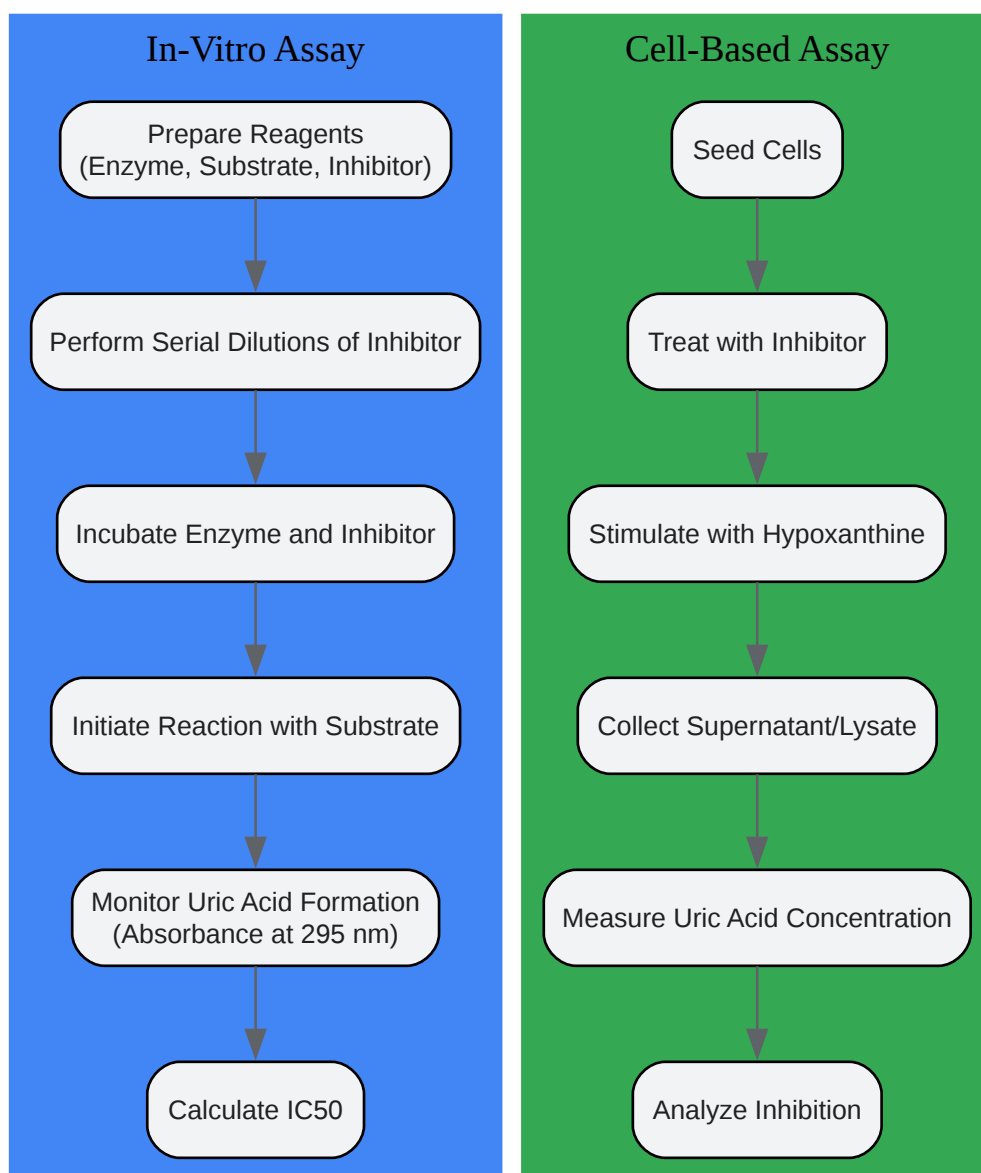 In-Vitro Assay
Prepare Reagents
(Enzyme, Substrate, Inhibitor)
Perform Serial Dilutions of Inhibitor
Incubate Enzyme and Inhibitor
Initiate Reaction with Substrate
Monitor Uric Acid Formation
(Absorbance at 295 nm)
Calculate IC50
Cell-Based Assay
Seed Cells
Treat with Inhibitor
Stimulate with Hypoxanthine
Collect Supernatant/Lysate
Measure Uric Acid Concentration
Analyze Inhibition